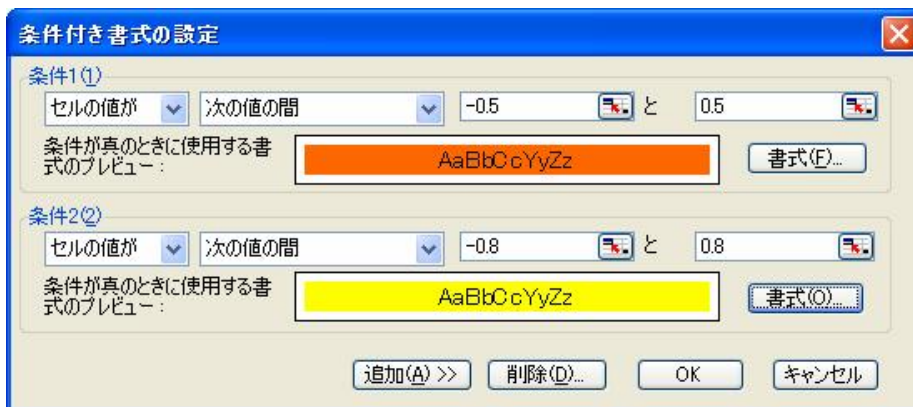 条件付き書式の設定
条件1(1)
セルの値が 次の値の間 -0.5 と 0.5
条件が真のときに使用する書
式のプレビュー:
AaBbCcYyZz 書式(F)...
条件2(2)
セルの値が 次の値の間 -0.8 と 0.8
条件が真のときに使用する書
式のプレビュー:
AaBbCcYyZz 書式(O)...
追加(A) >> 削除(D)... OK キャンセル